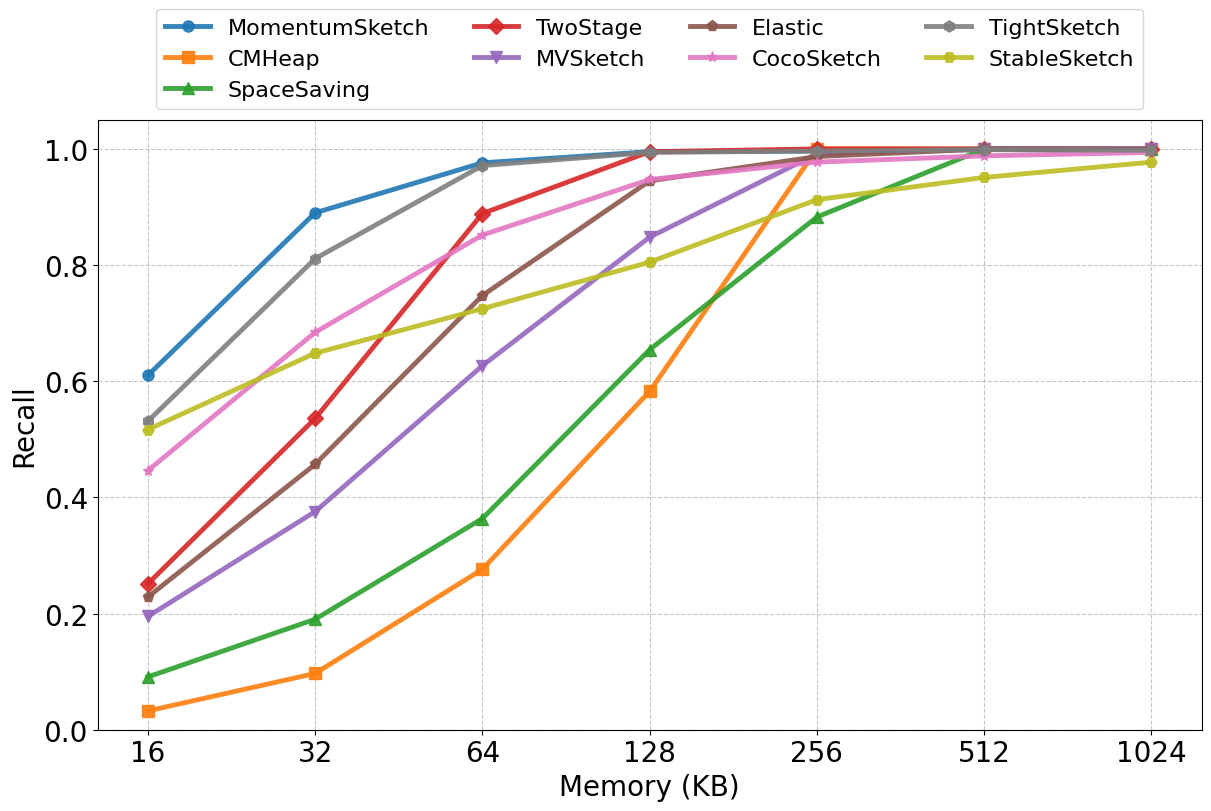 MomentumSketch TwoStage Elastic TightSketch
CMHeap MVSketch CocoSketch StableSketch
SpaceSaving
1.0
0.8
0.6
0.4
0.2
0.0
Recall
16 32 64 128 256 512 1024
Memory (KB)